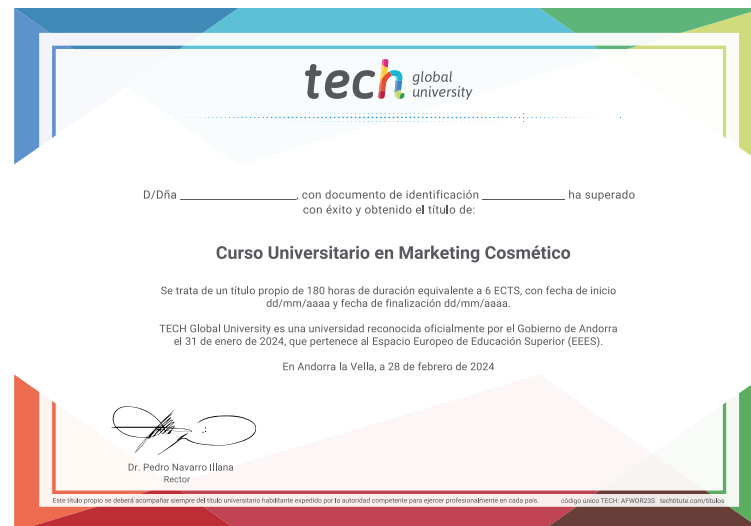 tech global university
D/Dña ____________, con documento de identificación ____________ ha superado
con éxito y obtenido el título de:
Curso Universitario en Marketing Cosmético
Se trata de un título propio de 180 horas de duración equivalente a 6 ECTS, con fecha de inicio
dd/mm/aaaa y fecha de finalización dd/mm/aaaa.
TECH Global University es una universidad reconocida oficialmente por el Gobierno de Andorra
el 31 de enero de 2024, que pertenece al Espacio Europeo de Educación Superior (EEES).
En Andorra la Vella, a 28 de febrero de 2024
Dr. Pedro Navarro Illana
Rector
Este título propio se deberá acompañar siempre del título universitario habilitante expedido por la autoridad competente para ejercer profesionalmente en cada país. código único TECH: AFWOR23S techtitute.com/titulos